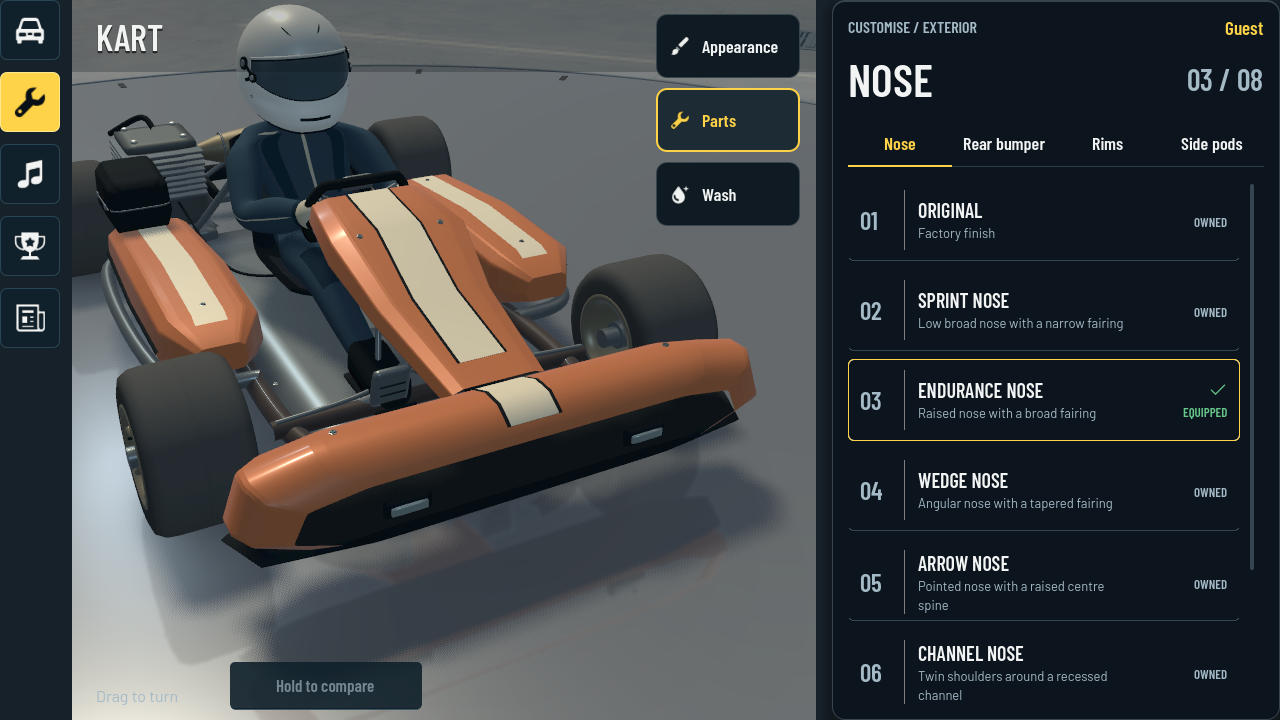 KART
Appearance
Parts
Wash
Drag to turn
Hold to compare
CUSTOMISE / EXTERIOR
Guest
NOSE
03 / 08
Nose
Rear bumper
Rims
Side pods
01
ORIGINAL
Factory finish
OWNED
02
SPRINT NOSE
Low broad nose with a narrow fairing
OWNED
03
ENDURANCE NOSE
Raised nose with a broad fairing
EQUIPPED
04
WEDGE NOSE
Angular nose with a tapered fairing
OWNED
05
ARROW NOSE
Pointed nose with a raised centre
spine
OWNED
06
CHANNEL NOSE
Twin shoulders around a recessed
channel
OWNED